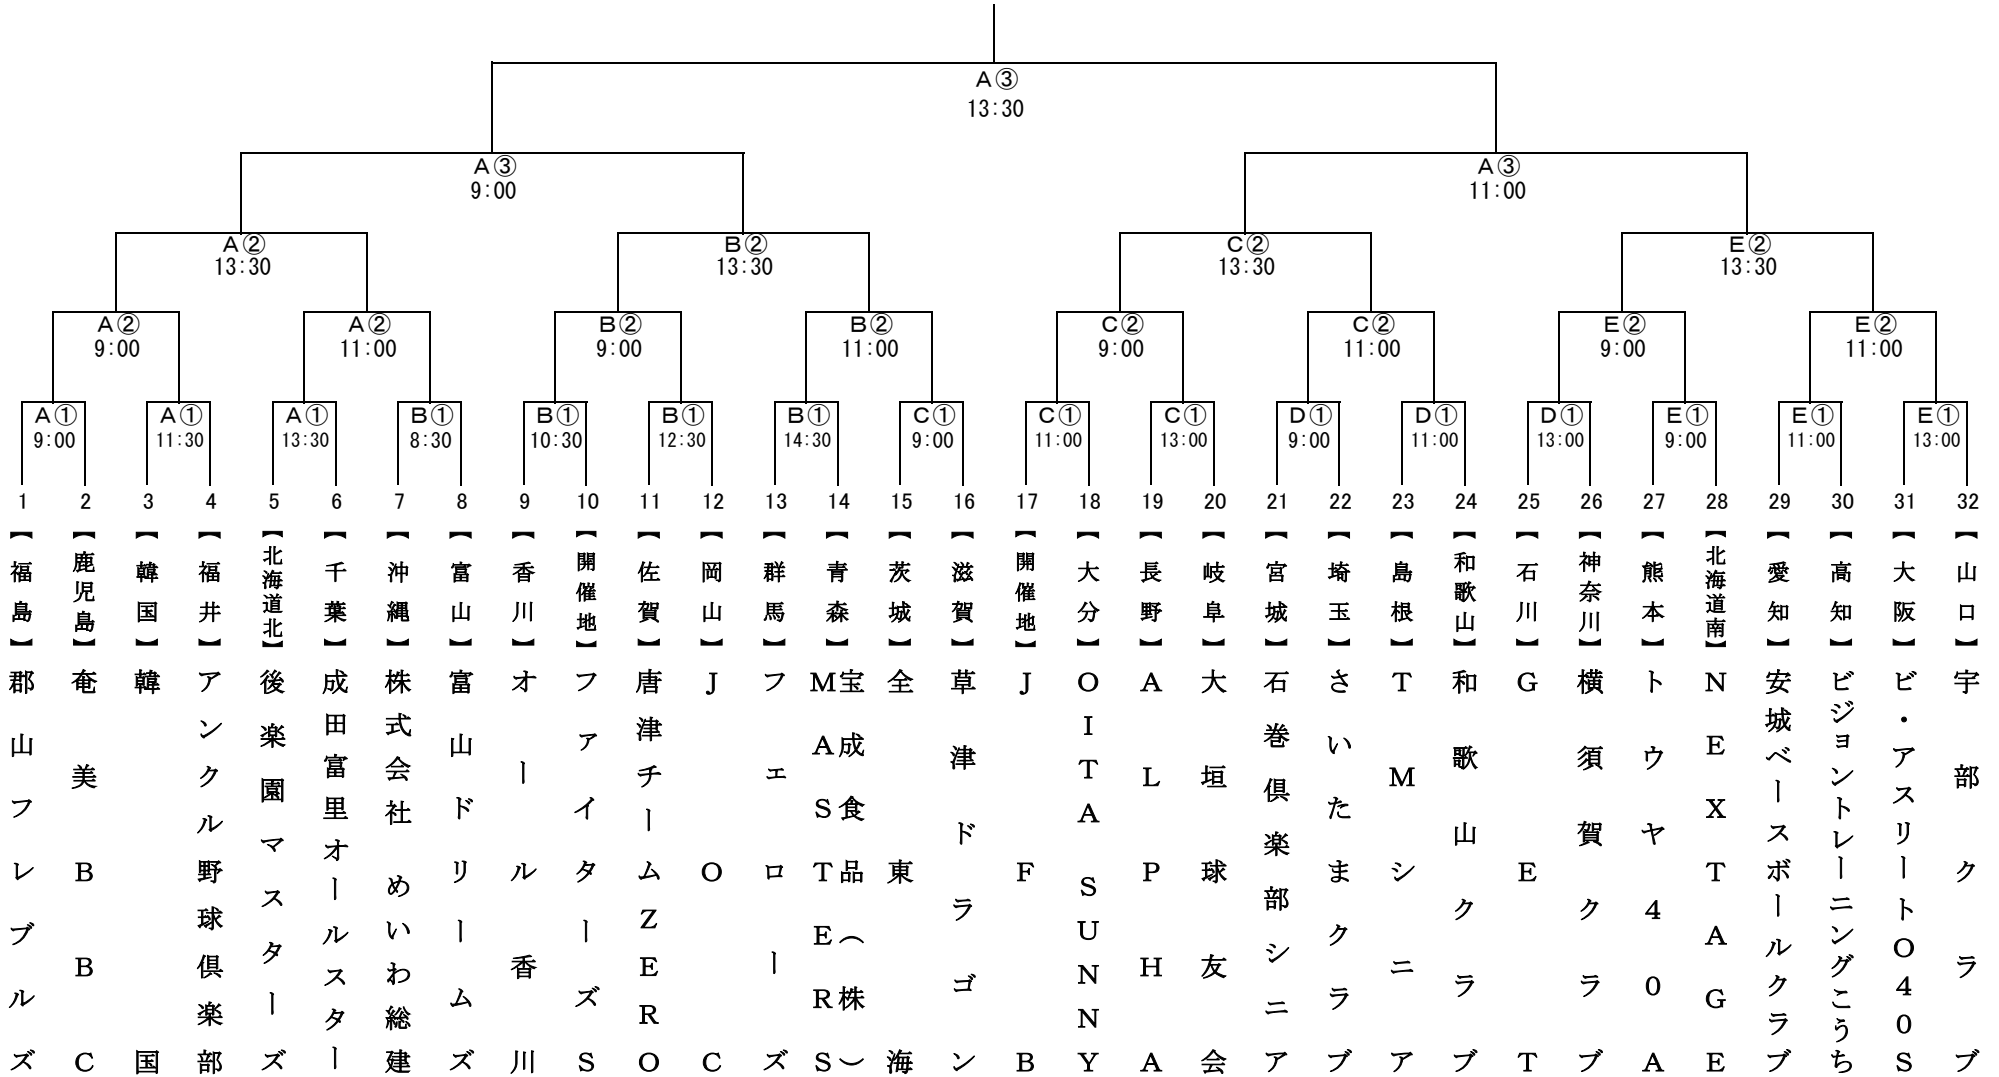 A③
13:30
A③
9:00
A③
11:00
A②
13:30
B②
13:30
C②
13:30
E②
13:30
A②
9:00
A②
11:00
B②
9:00
B②
11:00
C②
9:00
C②
11:00
E②
9:00
E②
11:00
A①
9:00
A①
11:30
A①
13:30
B①
8:30
B①
10:30
B①
12:30
B①
14:30
C①
9:00
C①
11:00
C①
13:00
D①
9:00
D①
11:00
D①
13:00
E①
9:00
E①
11:00
E①
13:00
1
【福島】
郡山フレブルズ
2
【鹿児島】
奄美BBC
3
【韓国】
韓国
4
【福井】
アンクル野球倶楽部
5
【北海道北】
後楽園マスターズ
6
【千葉】
成田富里オールスター
7
【沖縄】
株式会社 めいわ総建
8
【富山】
富山ドリームズ
9
【香川】
オール香川
10
【開催地】
ファイターズS
11
【佐賀】
唐津チームZERO
12
【岡山】
JOC
13
【群馬】
フェローズ
14
【青森】
宝成食品(株)
MASTERS
15
【茨城】
全東海
16
【滋賀】
草津ドラゴン
17
【開催地】
JFB
18
【大分】
OITA SUNNY
19
【長野】
ALPHA
20
【岐阜】
大垣球友会
21
【宮城】
石巻倶楽部シニア
22
【埼玉】
さいたまクラブ
23
【島根】
TMシニア
24
【和歌山】
和歌山クラブ
25
【石川】
GET
26
【神奈川】
横須賀クラブ
27
【熊本】
トウヤ40A
28
【北海道南】
NEXTAGE
29
【愛知】
安城ベースボールクラブ
30
【高知】
ビジョントレーニングこうち
31
【大阪】
ビ・アスリートO40S
32
【山口】
宇部クラブ